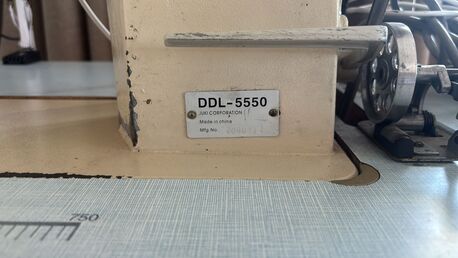 DDL-5550
JUKI CORPORATION
Made in china
Mfg No.
750